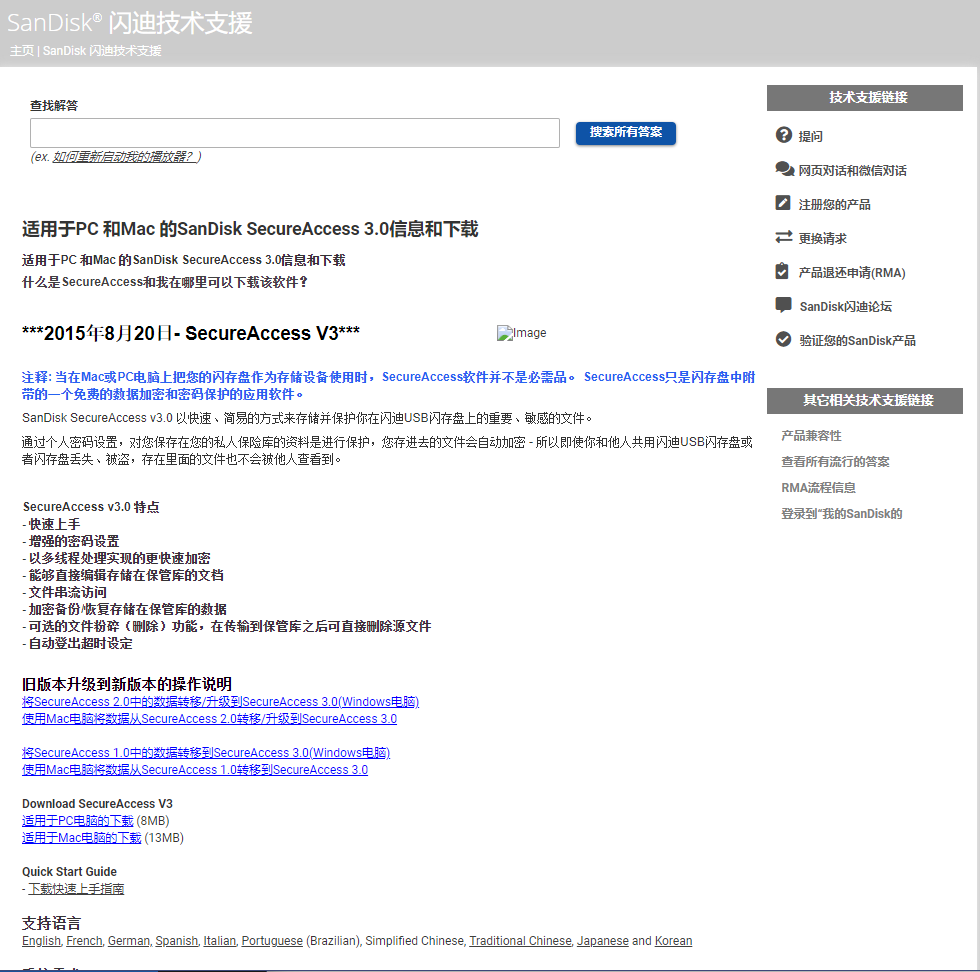 SanDisk® 闪迪技术支援
主页 | SanDisk 闪迪技术支援
查找解答
搜索所有答案
(ex. 如何重新启动我的播放器？)
适用于PC 和Mac 的SanDisk SecureAccess 3.0信息和下载
适用于PC 和Mac 的SanDisk SecureAccess 3.0信息和下载
什么是SecureAccess和我在哪里可以下载该软件？
***2015年8月20日- SecureAccess V3***
Image
注释: 当在Mac或PC电脑上把您的闪存盘作为存储设备使用时，SecureAccess软件并不是必需品。 SecureAccess只是闪存盘中附
带的一个免费的数据加密和密码保护的应用软件。
SanDisk SecureAccess v3.0 以快速、简易的方式来存储并保护你在闪迪USB闪存盘上的重要、敏感的文件。
通过个人密码设置，对您保存在您的私人保险库的资料是进行保护，您存进去的文件会自动加密 - 所以即使你和他人共用闪迪USB闪存盘或
者闪存盘丢失、被盗，存在里面的文件也不会被他人查看到。
SecureAccess v3.0 特点
- 快速上手
- 增强的密码设置
- 以多线程处理实现的更快速加密
- 能够直接编辑存储在保管库的文档
- 文件串流访问
- 加密备份/恢复存储在保管库的数据
- 可选的文件粉碎（删除）功能，在传输到保管库之后可直接删除源文件
- 自动登出超时设定
旧版本升级到新版本的操作说明
将SecureAccess 2.0中的数据转移/升级到SecureAccess 3.0(Windows电脑)
使用Mac电脑将数据从SecureAccess 2.0转移/升级到SecureAccess 3.0
将SecureAccess 1.0中的数据转移到SecureAccess 3.0(Windows电脑)
使用Mac电脑将数据从SecureAccess 1.0转移到SecureAccess 3.0
Download SecureAccess V3
适用于PC电脑的下载 (8MB)
适用于Mac电脑的下载 (13MB)
Quick Start Guide
- 下载快速上手指南
支持语言
English, French, German, Spanish, Italian, Portuguese (Brazilian), Simplified Chinese, Traditional Chinese, Japanese and Korean
技术支援链接
提问
网页对话和微信对话
注册您的产品
更换请求
产品退还申请(RMA)
SanDisk闪迪论坛
验证您的SanDisk产品
其它相关技术支援链接
产品兼容性
查看所有流行的答案
RMA流程信息
登录到“我的SanDisk的